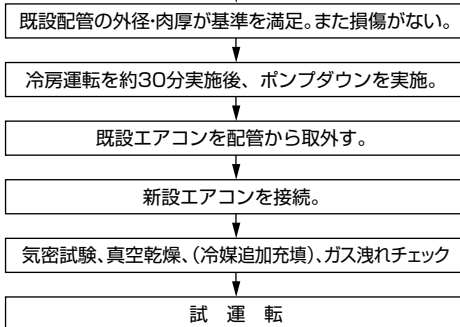 既設配管の外径・肉厚が基準を満足。また損傷がない。
冷房運転を約30分実施後、ポンプダウンを実施。
既設エアコンを配管から取外す。
新設エアコンを接続。
気密試験、真空乾燥、(冷媒追加充填)、ガス洩れチェック
試 運 転